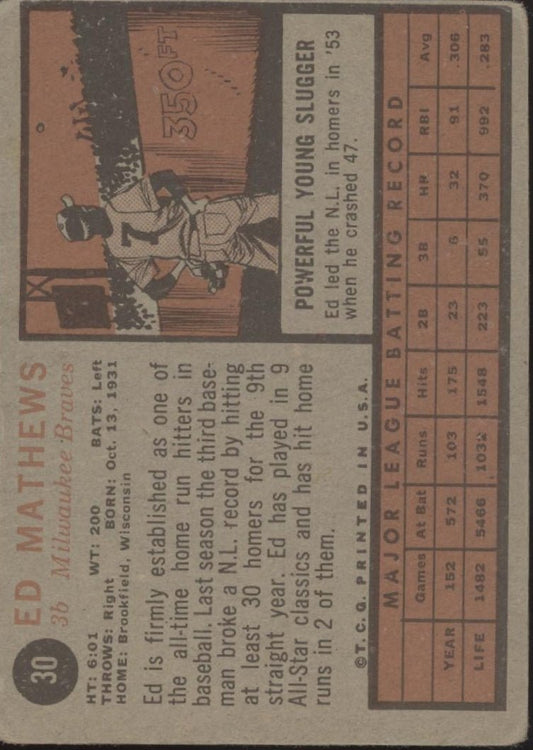 30
ED MATHEWS
3b Milwaukee Braves
HT: 6:01 WT: 200 BATS: Left
THROWS: Right BORN: Oct. 13, 1931
HOME: Brookfield, Wisconsin
Ed is firmly established as one of
the all-time home run hitters in
baseball. Last season the third base-
man broke a N.L. record by hitting
at least 30 homers for the 9th
straight year. Ed has played in 9
All-Star classics and has hit home
runs in 2 of them.
©T.C.G. PRINTED IN U.S.A.
350 FT
7
POWERFUL YOUNG SLUGGER
Ed led the N.L. in homers in '53
when he crashed 47.
MAJOR LEAGUE BATTING RECORD
Games At Bat Runs Hits 2B 3B HR RBI Avg
YEAR 152 572 103 175 23 6 32 91 .306
LIFE 1482 5466 1032 1548 223 55 370 992 .283